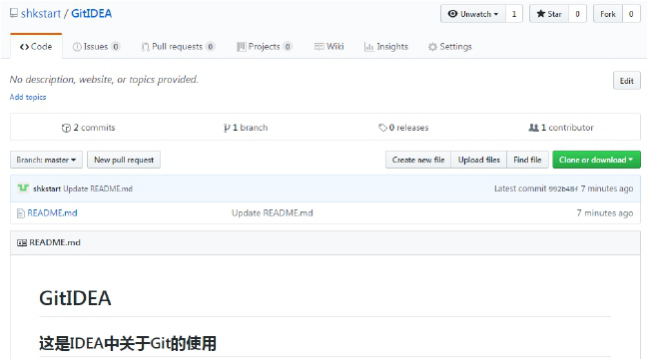 shkstart / GitIDEA
Unwatch 1 Star 0 Fork 0
Code Issues 0 Pull requests 0 Projects 0 Wiki Insights Settings
No description, website, or topics provided. Edit
Add topics
2 commits 1 branch 0 releases 1 contributor
Branch: master New pull request Create new file Upload files Find file Clone or download
shkstart Update README.md Latest commit 992b484 7 minutes ago
README.md Update README.md 7 minutes ago
README.md
GitIDEA
这是IDEA中关于Git的使用